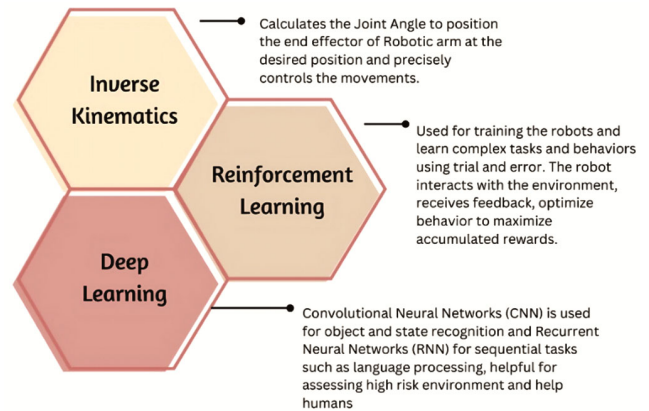 Inverse
Kinematics
Calculates the Joint Angle to position
the end effector of Robotic arm at the
desired position and precisely
controls the movements.
Reinforcement
Learning
Used for training the robots and
learn complex tasks and behaviors
using trial and error. The robot
interacts with the environment,
receives feedback, optimize
behavior to maximize
accumulated rewards.
Deep
Learning
Convolutional Neural Networks (CNN) is used
for object and state recognition and Recurrent
Neural Networks (RNN) for sequential tasks
such as language processing, helpful for
assessing high risk environment and help
humans